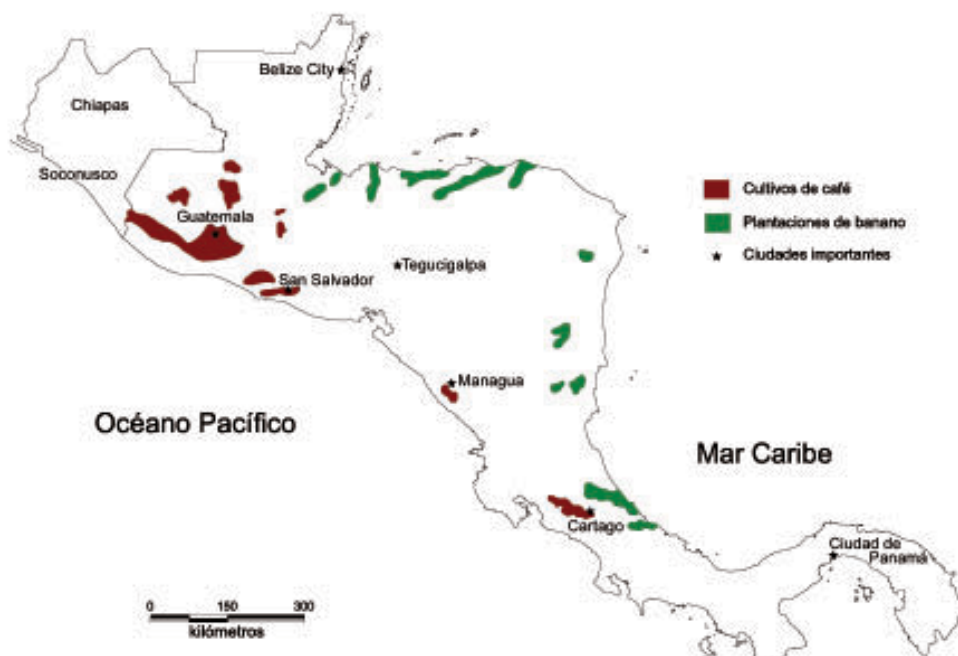 Belize City
Chiapas
Soconusco
Guatemala
San Salvador
Tegucigalpa
Managua
Cartago
Ciudad de
Panamá
Océano Pacífico
Mar Caribe
Cultivos de café
Plantaciones de banano
Ciudades importantes
0 150 300
kilómetros